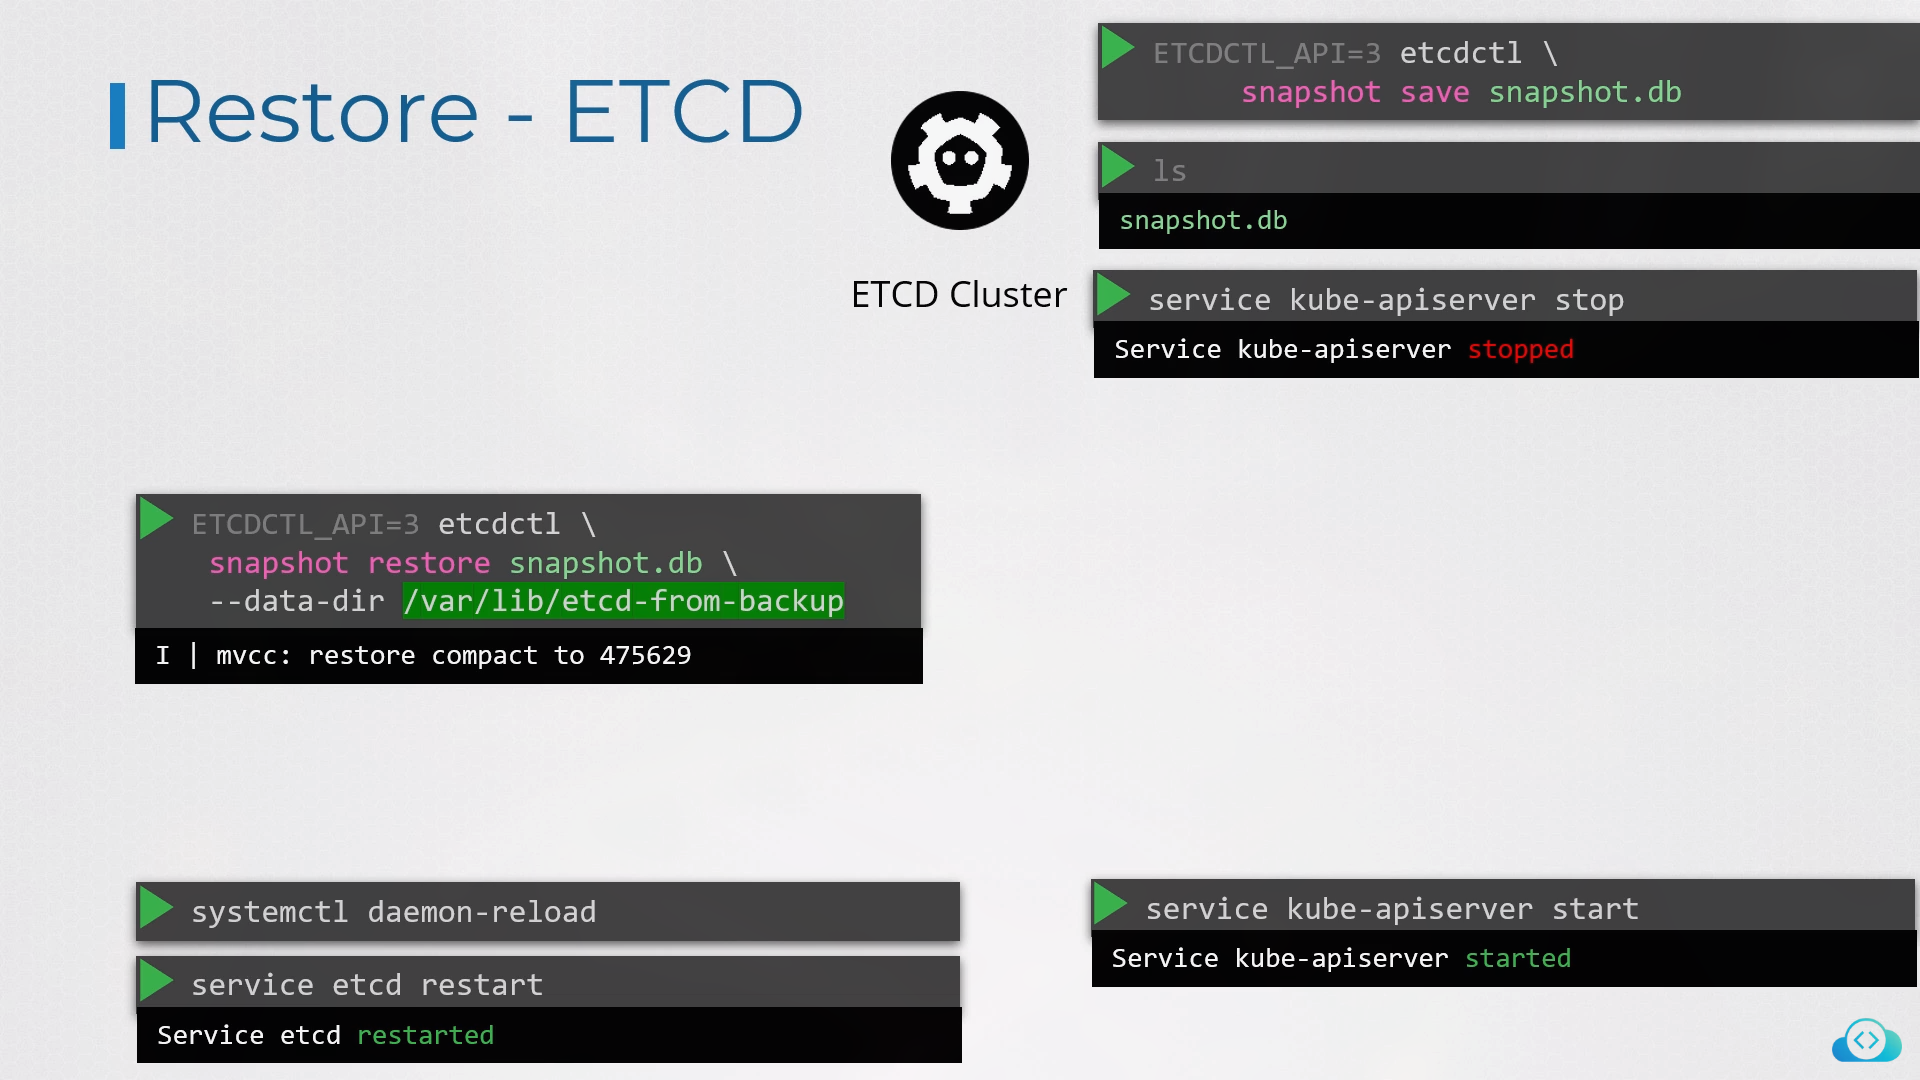 Restore - ETCD
ETCD Cluster
ETCDCTL_API=3 etcdctl \
snapshot save snapshot.db
ls
snapshot.db
service kube-apiserver stop
Service kube-apiserver stopped
ETCDCTL_API=3 etcdctl \
snapshot restore snapshot.db \
--data-dir /var/lib/etcd-from-backup
I | mvcc: restore compact to 475629
systemctl daemon-reload
service etcd restart
Service etcd restarted
service kube-apiserver start
Service kube-apiserver started